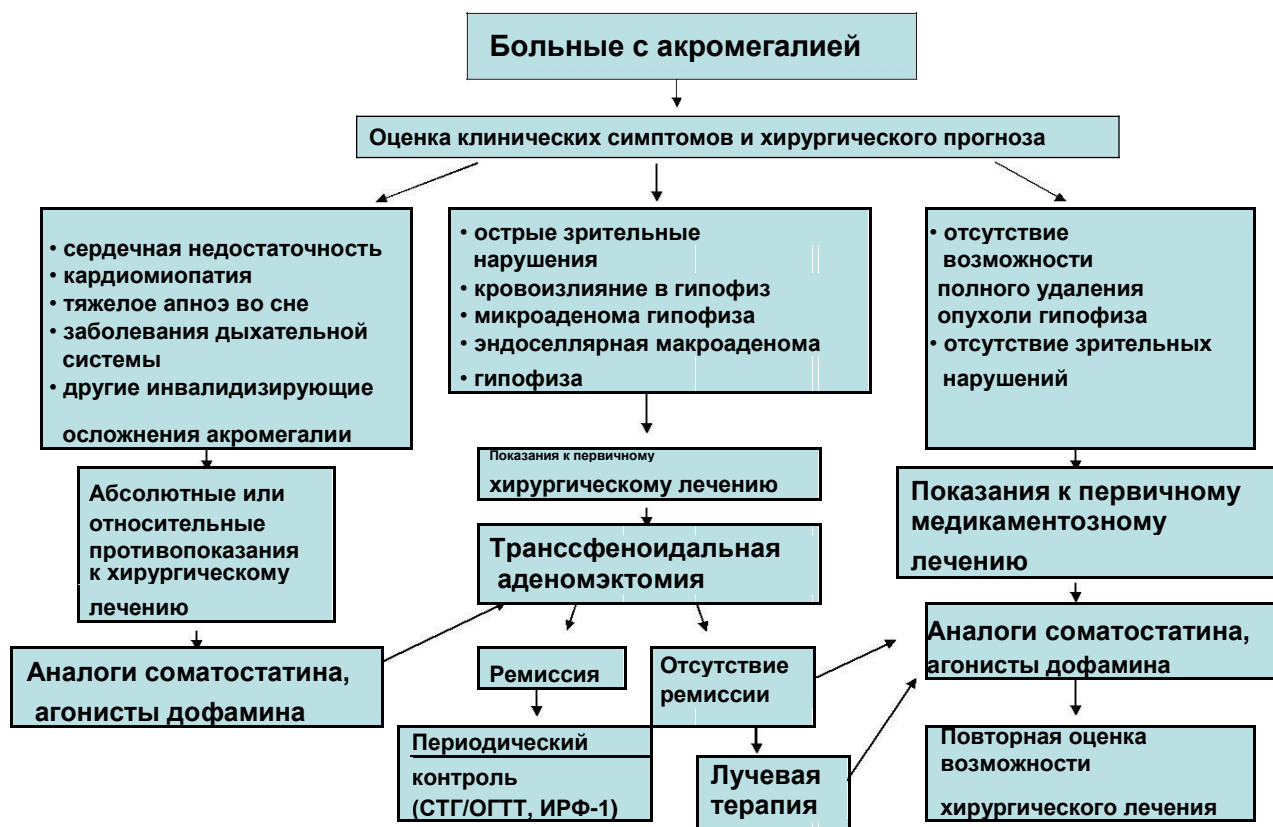 Больные с акромегалией
Оценка клинических симптомов и хирургического прогноза
• сердечная недостаточность
• кардиомиопатия
• тяжелое апноэ во сне
• заболевания дыхательной
системы
• другие инвалидизирующие
осложнения акромегалии
• острые зрительные
нарушения
• кровоизлияние в гипофиз
• микроаденома гипофиза
• эндоселлярная макроаденома
• гипофиза
• отсутствие
возможности
полного удаления
опухоли гипофиза
• отсутствие зрительных
нарушений
Абсолютные или
относительные
противопоказания
к хирургическому
лечению
Показания к первичному
хирургическому лечению
Показания к первичному
медикаментозному
лечению
Транссфеноидальная
аденомэктомия
Аналоги соматостатина,
агонисты дофамина
Ремиссия
Отсутствие
ремиссии
Аналоги соматостатина,
агонисты дофамина
Периодический
контроль
(СТГ/ОГТТ, ИРФ-1)
Лучевая
терапия
Повторная оценка
возможности
хирургического лечения